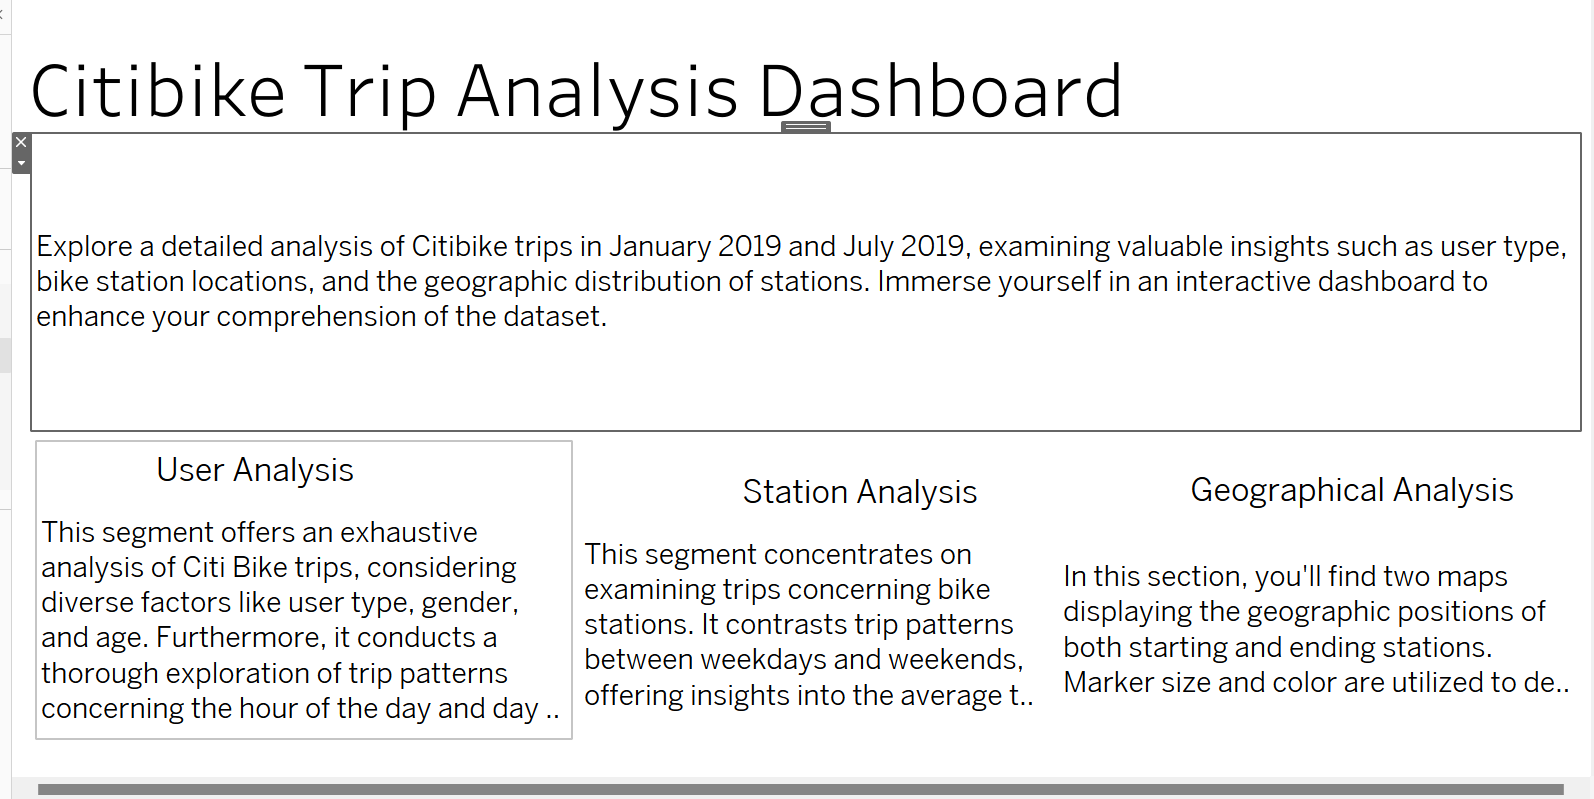 Citibike Trip Analysis Dashboard
Explore a detailed analysis of Citibike trips in January 2019 and July 2019, examining valuable insights such as user type,
bike station locations, and the geographic distribution of stations. Immerse yourself in an interactive dashboard to
enhance your comprehension of the dataset.
User Analysis
This segment offers an exhaustive
analysis of Citi Bike trips, considering
diverse factors like user type, gender,
and age. Furthermore, it conducts a
thorough exploration of trip patterns
concerning the hour of the day and day ..
Station Analysis
This segment concentrates on
examining trips concerning bike
stations. It contrasts trip patterns
between weekdays and weekends,
offering insights into the average t..
Geographical Analysis
In this section, you'll find two maps
displaying the geographic positions of
both starting and ending stations.
Marker size and color are utilized to de..